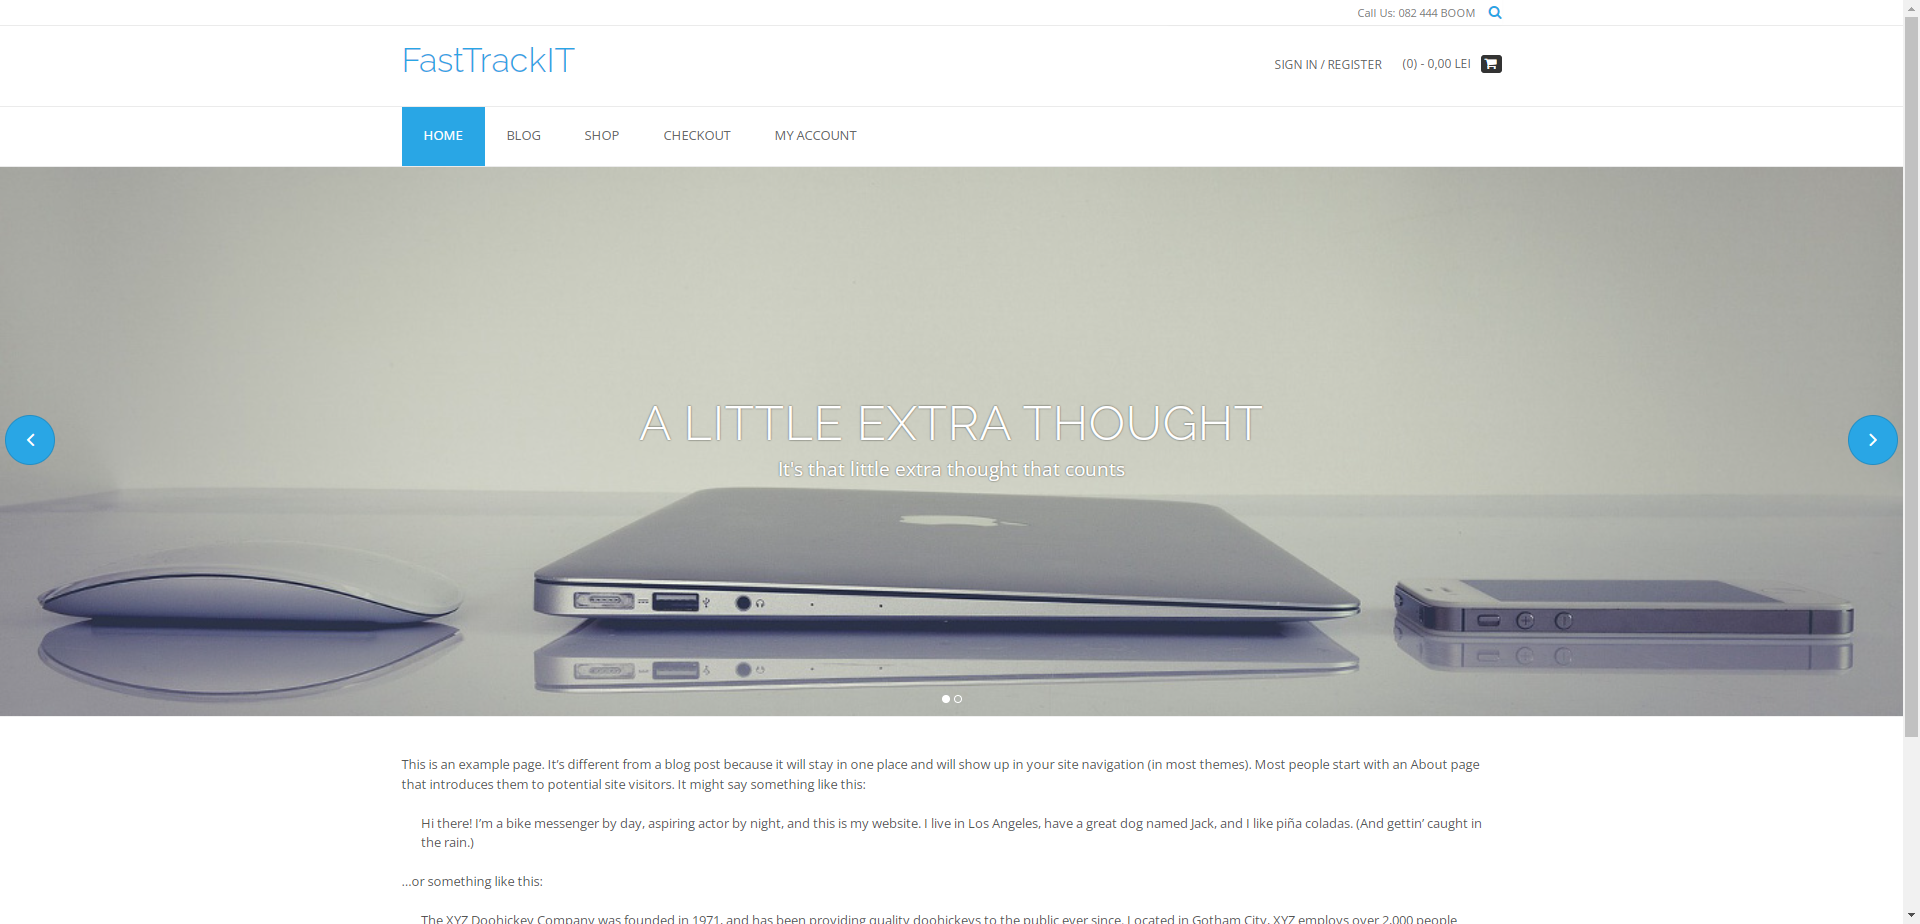 Call Us: 082 444 BOOM
FastTrackIT
SIGN IN / REGISTER (0) - 0,00 LEI
HOME BLOG SHOP CHECKOUT MY ACCOUNT
A LITTLE EXTRA THOUGHT
It's that little extra thought that counts
This is an example page. It’s different from a blog post because it will stay in one place and will show up in your site navigation (in most themes). Most people start with an About page
that introduces them to potential site visitors. It might say something like this:
Hi there! I’m a bike messenger by day, aspiring actor by night, and this is my website. I live in Los Angeles, have a great dog named Jack, and I like piña coladas. (And gettin’ caught in
the rain.)
…or something like this:
The XYZ Doohickey Company was founded in 1971, and has been providing quality doohickeys to the public ever since. Located in Gotham City, XYZ employs over 2,000 people